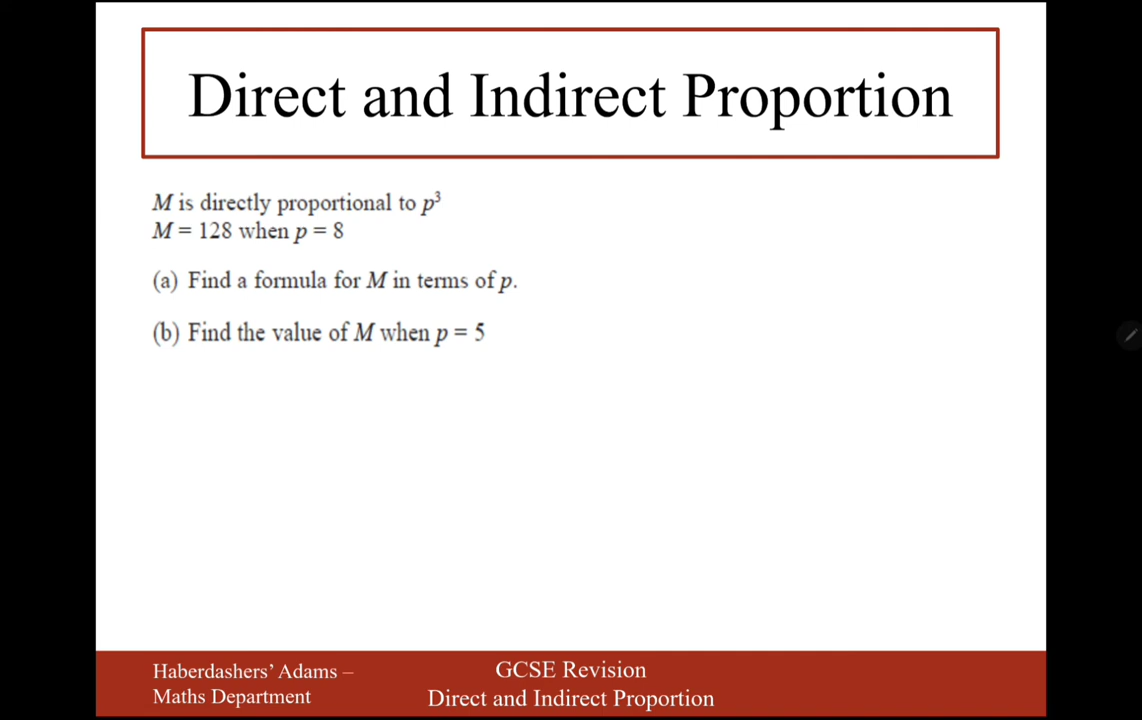 Direct and Indirect Proportion
M is directly proportional to p³
M = 128 when p = 8
(a) Find a formula for M in terms of p.
(b) Find the value of M when p = 5
Haberdashers’ Adams –
Maths Department
GCSE Revision
Direct and Indirect Proportion